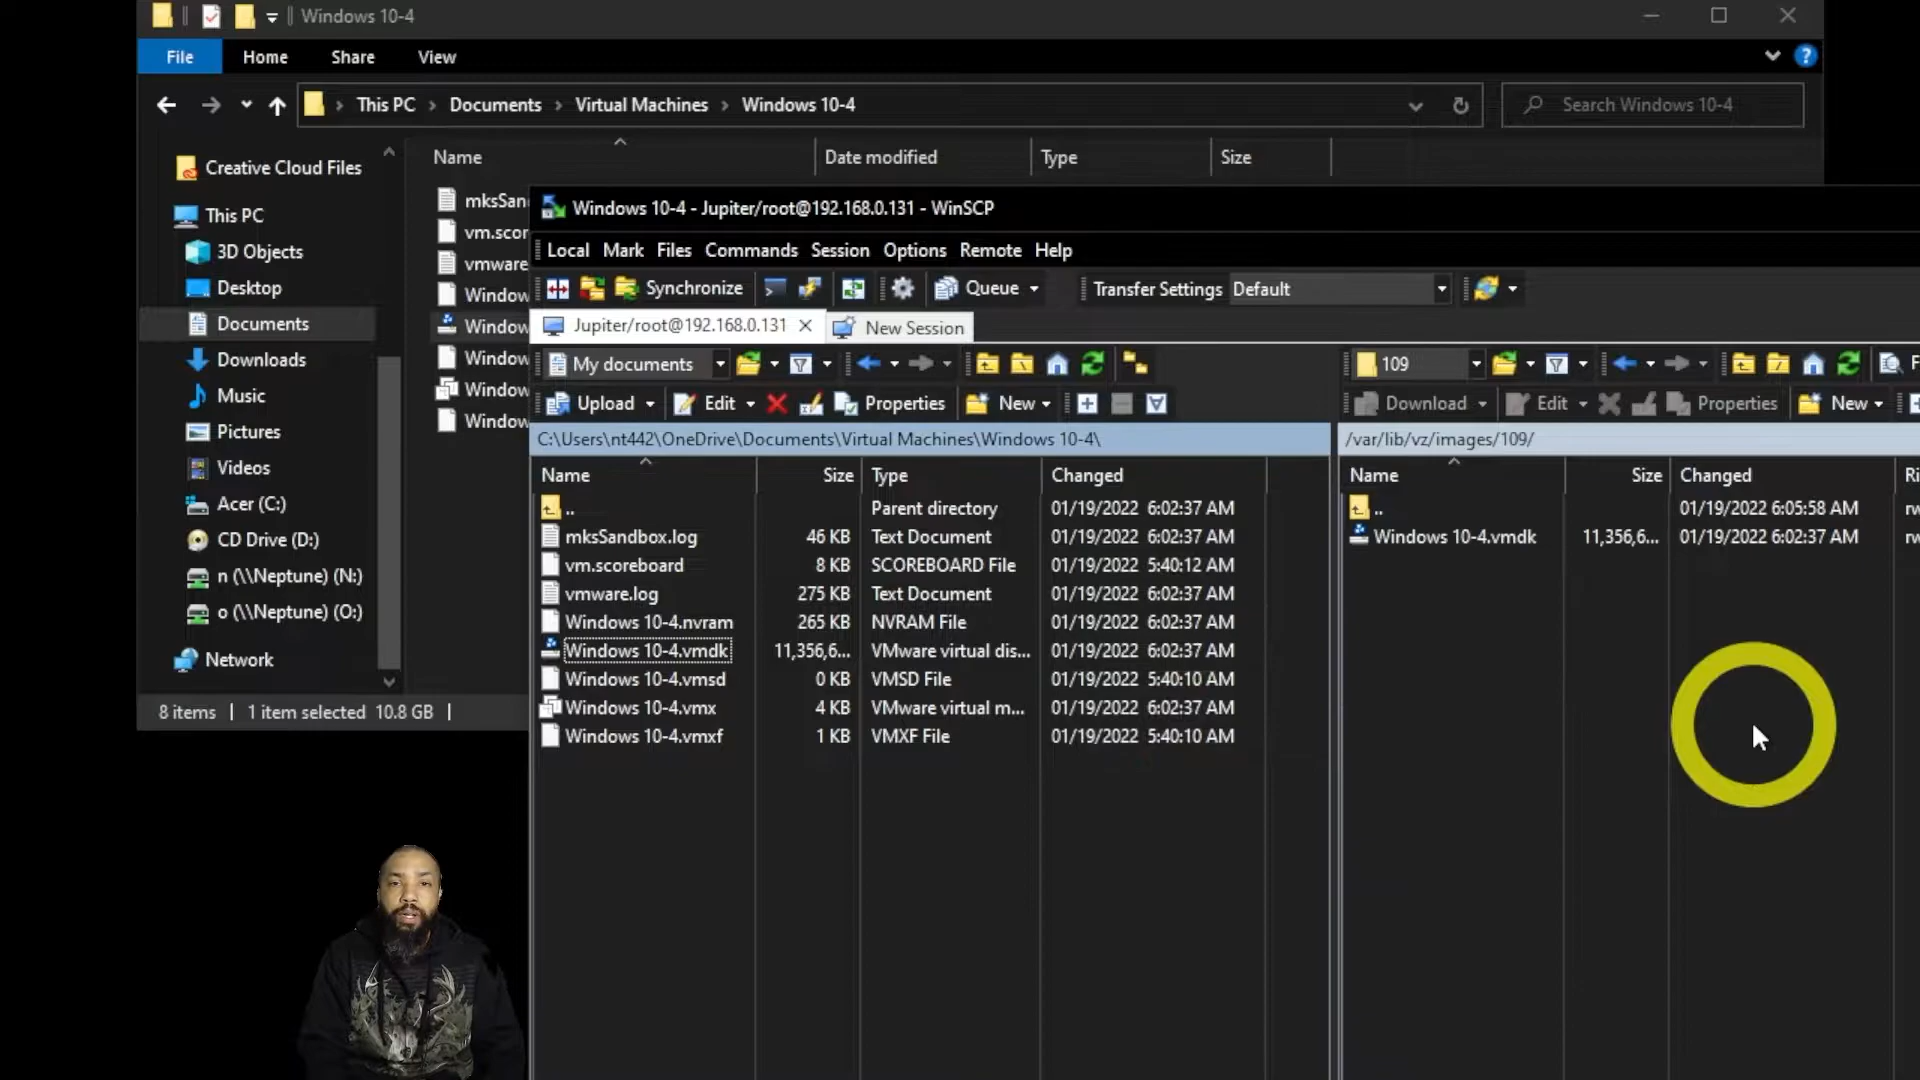 Windows 10-4
File Home Share View
This PC Documents Virtual Machines Windows 10-4 Search Windows 10-4
Name Date modified Type Size
Creative Cloud Files
This PC
3D Objects
Desktop
Documents
Downloads
Music
Pictures
Videos
Acer (C:)
CD Drive (D:)
n (\\Neptune) (N:)
o (\\Neptune) (O:)
Network
8 items 1 item selected 10.8 GB
mksSan
vm.scor
vmware
Window
Window
Window
Window
Window
Windows 10-4 - Jupiter/root@192.168.0.131 - WinSCP
Local Mark Files Commands Session Options Remote Help
Synchronize Queue Transfer Settings Default
Jupiter/root@192.168.0.131 New Session
My documents
Upload Edit Properties New
C:\Users\nt442\OneDrive\Documents\Virtual Machines\Windows 10-4\
Name Size Type Changed
.. Parent directory 01/19/2022 6:02:37 AM
mksSandbox.log 46 KB Text Document 01/19/2022 6:02:37 AM
vm.scoreboard 8 KB SCOREBOARD File 01/19/2022 5:40:12 AM
vmware.log 275 KB Text Document 01/19/2022 6:02:37 AM
Windows 10-4.nvram 265 KB NVRAM File 01/19/2022 6:02:37 AM
Windows 10-4.vmdk 11,356,6... VMware virtual dis... 01/19/2022 6:02:37 AM
Windows 10-4.vmsd 0 KB VMSD File 01/19/2022 5:40:10 AM
Windows 10-4.vmx 4 KB VMware virtual m... 01/19/2022 6:02:37 AM
Windows 10-4.vmxf 1 KB VMXF File 01/19/2022 5:40:10 AM
109 F
Download Edit Properties New
/var/lib/vz/images/109/
Name Size Changed Ri
.. 01/19/2022 6:05:58 AM rw
Windows 10-4.vmdk 11,356,6... 01/19/2022 6:02:37 AM rw